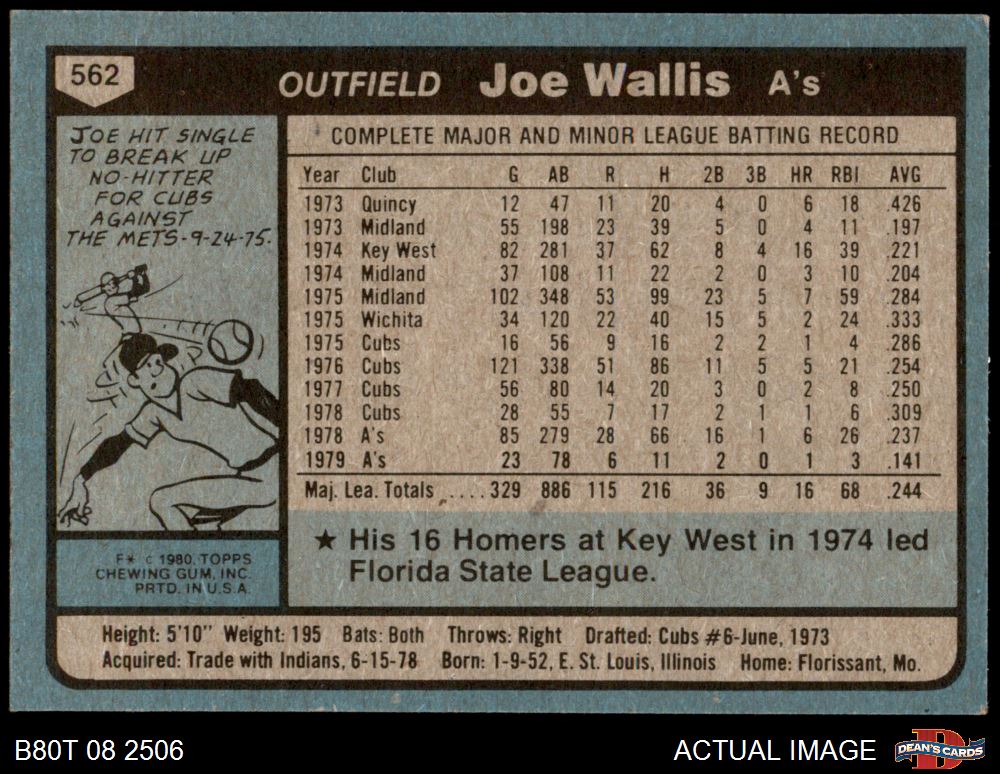 562
OUTFIELD Joe Wallis A's
JOE HIT SINGLE
TO BREAK UP
NO-HITTER
FOR CUBS
AGAINST
THE METS-9-24-75.
F* © 1980, TOPPS
CHEWING GUM, INC.
PRTD. IN U.S.A.
COMPLETE MAJOR AND MINOR LEAGUE BATTING RECORD
Year Club G AB R H 2B 3B HR RBI AVG
1973 Quincy 12 47 11 20 4 0 6 18 .426
1973 Midland 55 198 23 39 5 0 4 11 .197
1974 Key West 82 281 37 62 8 4 16 39 .221
1974 Midland 37 108 11 22 2 0 3 10 .204
1975 Midland 102 348 53 99 23 5 7 59 .284
1975 Wichita 34 120 22 40 15 5 2 24 .333
1975 Cubs 16 56 9 16 2 2 1 4 .286
1976 Cubs 121 338 51 86 11 5 5 21 .254
1977 Cubs 56 80 14 20 3 0 2 8 .250
1978 Cubs 28 55 7 17 2 1 1 6 .309
1978 A's 85 279 28 66 16 1 6 26 .237
1979 A's 23 78 6 11 2 0 1 3 .141
Maj. Lea. Totals ....329 886 115 216 36 9 16 68 .244
★ His 16 Homers at Key West in 1974 led
Florida State League.
Height: 5'10" Weight: 195 Bats: Both Throws: Right Drafted: Cubs #6-June, 1973
Acquired: Trade with Indians, 6-15-78 Born: 1-9-52, E. St. Louis, Illinois Home: Florissant, Mo.
B80T 08 2506
ACTUAL IMAGE
DEAN'S CARDS